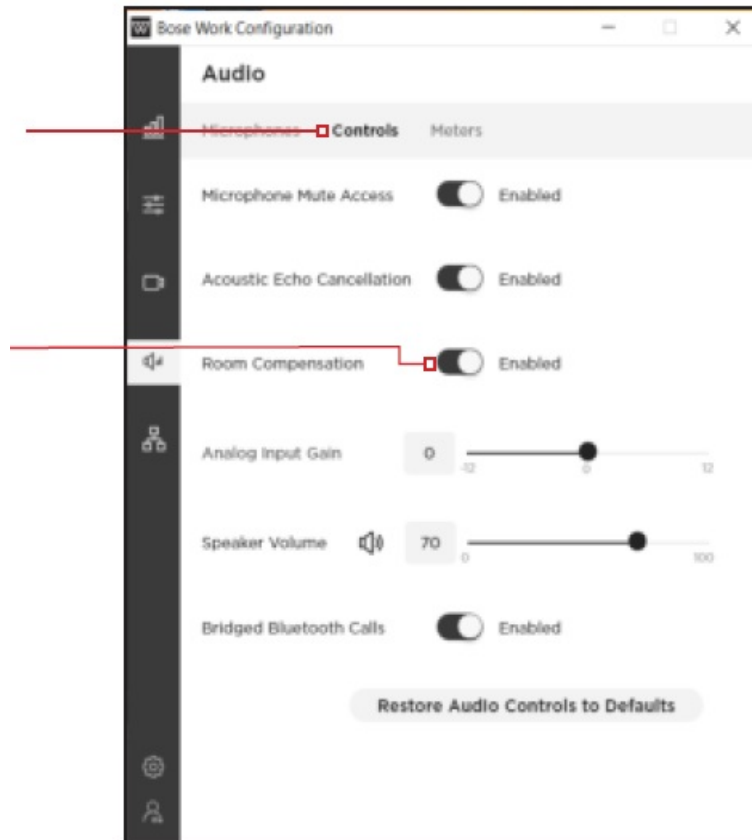 Bose Work Configuration
Audio
Microphones Controls Meters
Microphone Mute Access Enabled
Acoustic Echo Cancellation Enabled
Room Compensation Enabled
Analog Input Gain 0
-12 0 12
Speaker Volume 70
0 100
Bridged Bluetooth Calls Enabled
Restore Audio Controls to Defaults